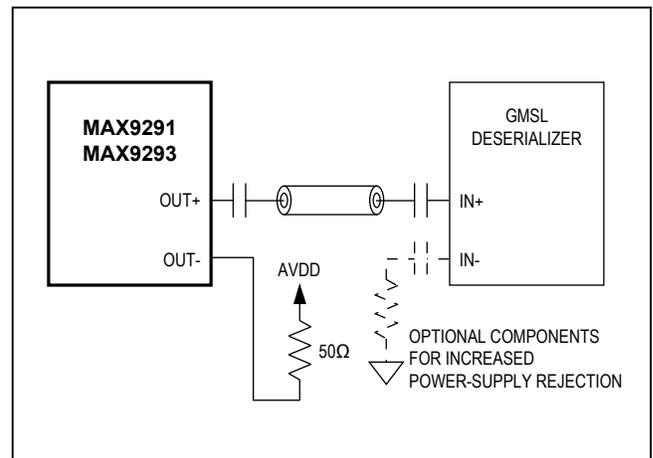 MAX9291
MAX9293
GMSL
DESERIALIZER
OUT+
IN+
OUT-
IN-
AVDD
50Ω
OPTIONAL COMPONENTS
FOR INCREASED
POWER-SUPPLY REJECTION